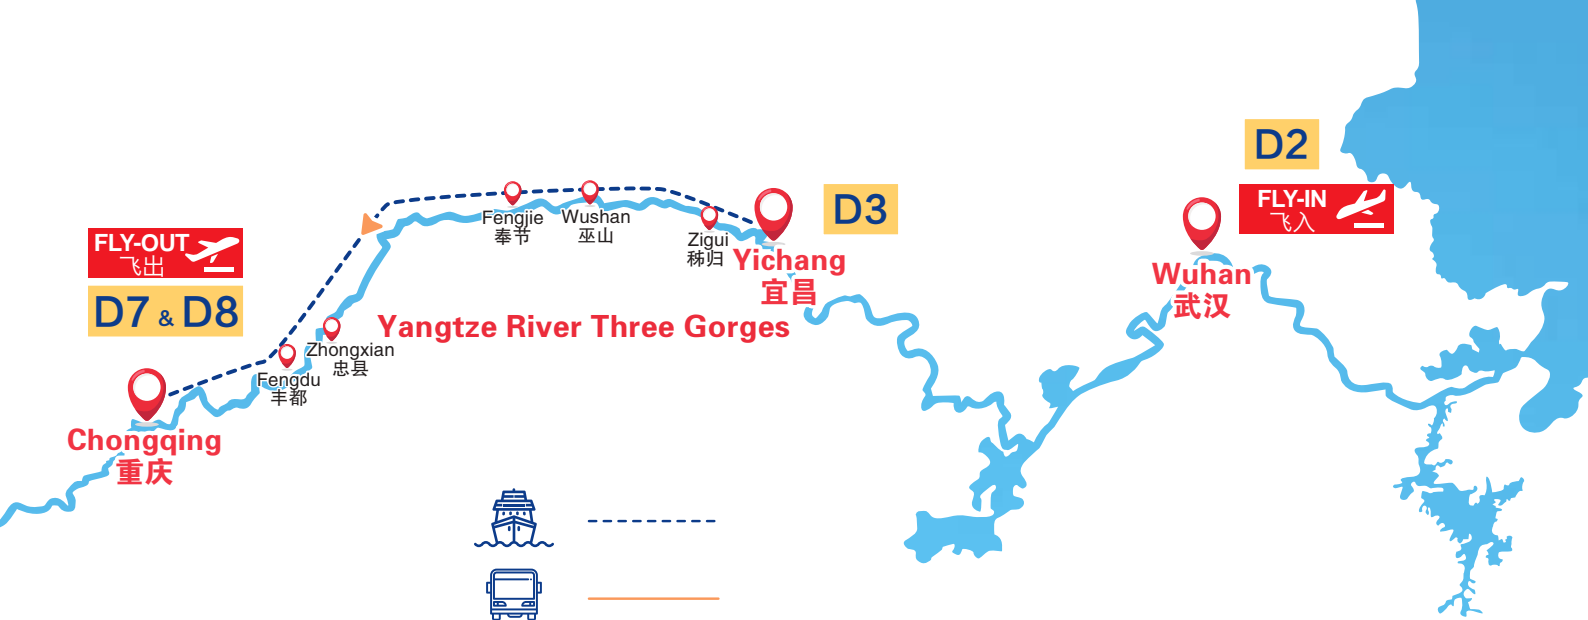 D2
FLY-IN
飞入
D3
Fengjie
奉节
Wushan
巫山
Zigui
秭归
Yichang
宜昌
Wuhan
武汉
FLY-OUT
飞出
D7 & D8
Yangtze River Three Gorges
Zhongxian
忠县
Fengdu
丰都
Chongqing
重庆